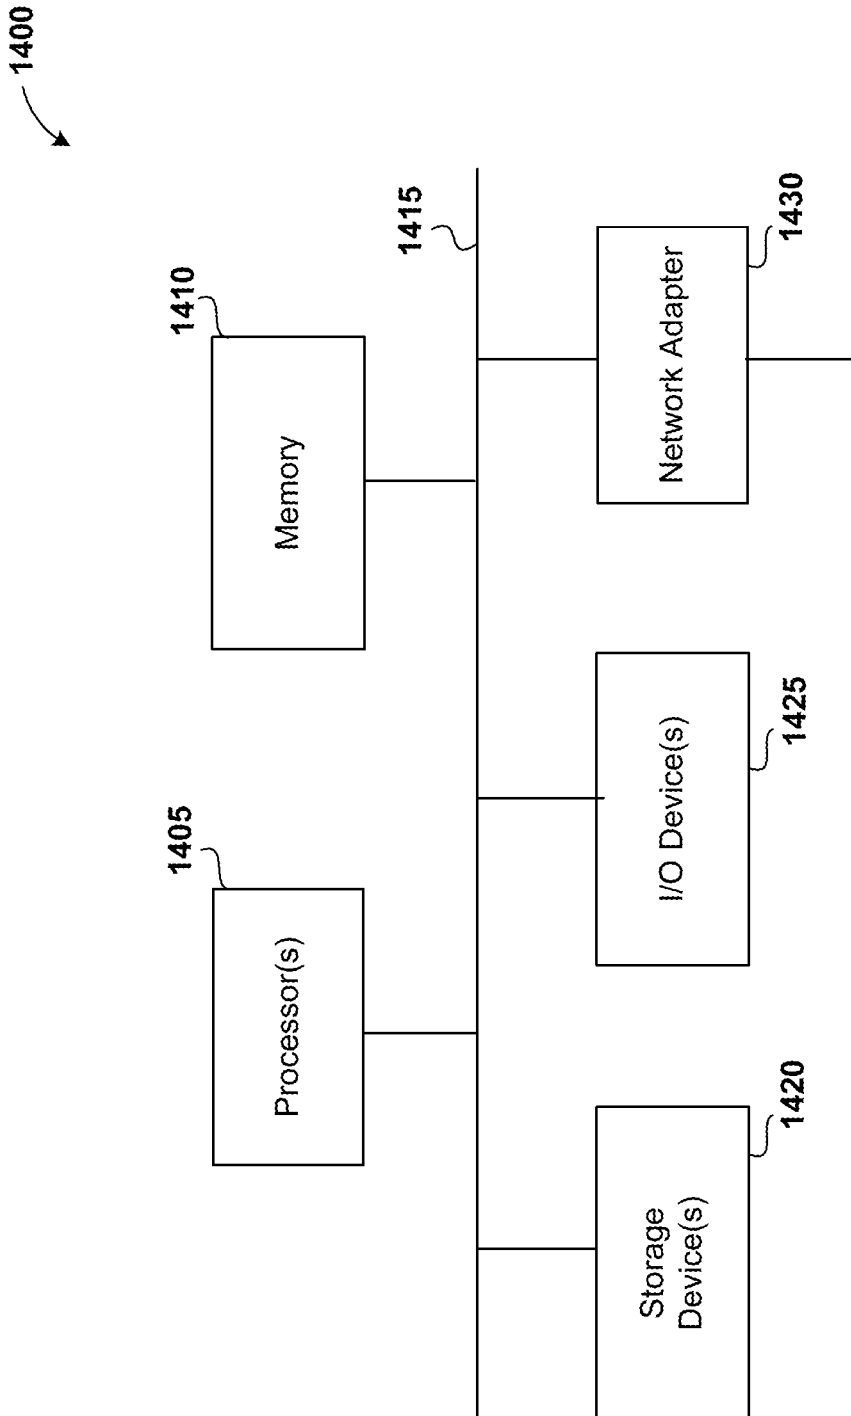 1400
1405
Processor(s)
1410
Memory
1415
1420
Storage
Device(s)
1425
I/O Device(s)
1430
Network Adapter